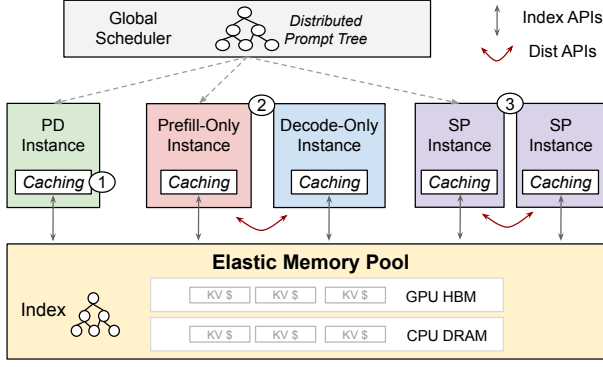 Global
Scheduler
Distributed
Prompt Tree
Index APIs
Dist APIs
PD
Instance
Caching
1
2
Prefill-Only
Instance
Caching
Decode-Only
Instance
Caching
3
SP
Instance
Caching
SP
Instance
Caching
Elastic Memory Pool
Index
KV $ KV $ KV $ GPU HBM
KV $ KV $ KV $ CPU DRAM